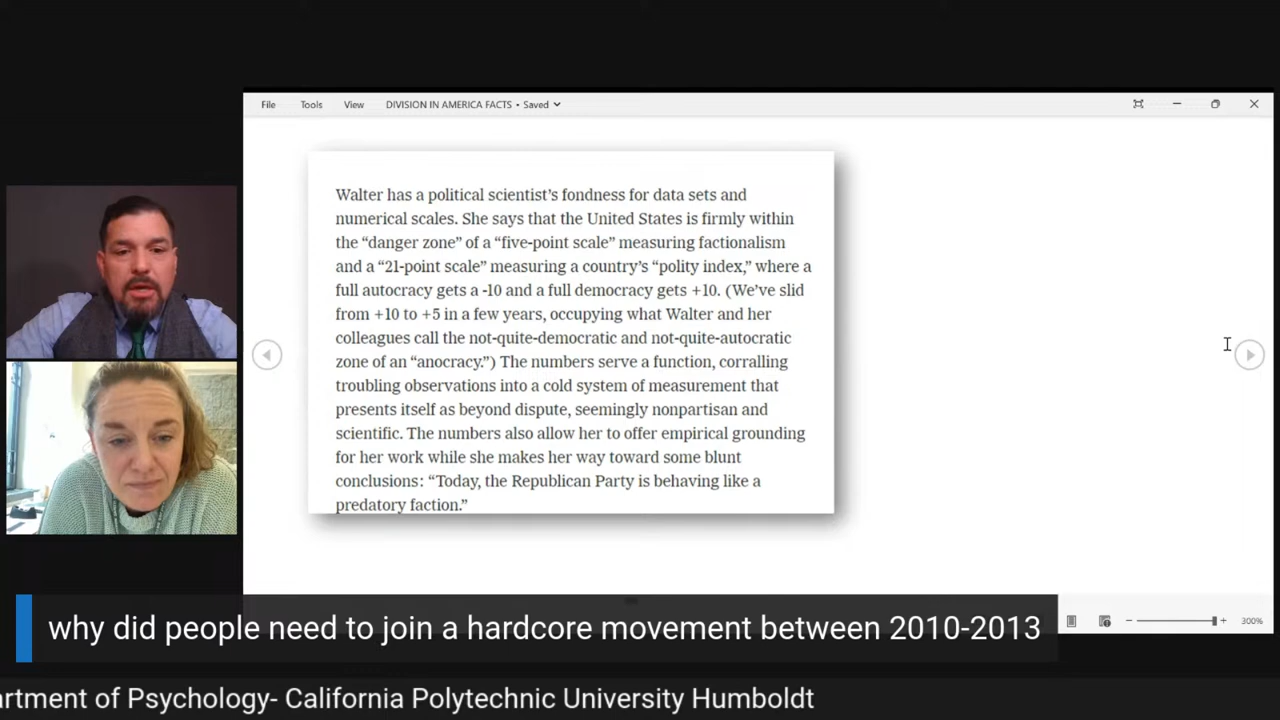 File Tools View DIVISION IN AMERICA FACTS • Saved
Walter has a political scientist's fondness for data sets and
numerical scales. She says that the United States is firmly within
the “danger zone” of a “five-point scale” measuring factionalism
and a “21-point scale” measuring a country's “polity index,” where a
full autocracy gets a -10 and a full democracy gets +10. (We've slid
from +10 to +5 in a few years, occupying what Walter and her
colleagues call the not-quite-democratic and not-quite-autocratic
zone of an “anocracy.”) The numbers serve a function, corralling
troubling observations into a cold system of measurement that
presents itself as beyond dispute, seemingly nonpartisan and
scientific. The numbers also allow her to offer empirical grounding
for her work while she makes her way toward some blunt
conclusions: “Today, the Republican Party is behaving like a
predatory faction.”
300%
why did people need to join a hardcore movement between 2010-2013
artment of Psychology- California Polytechnic University Humboldt